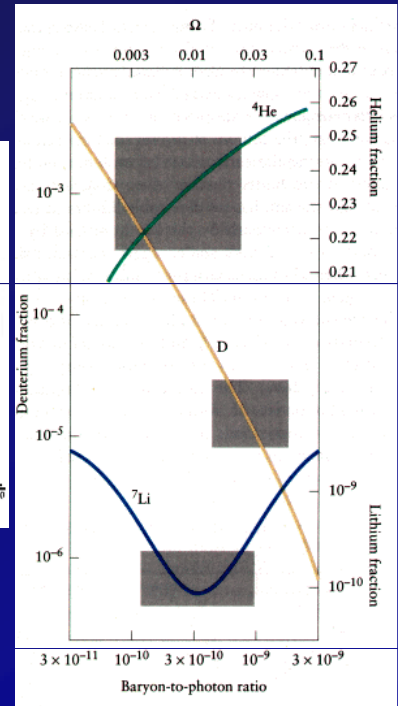 Ω
0.003 0.01 0.03 0.1
0.27
0.26
0.25
0.24
0.23
0.22
0.21
Helium fraction
⁴He
10⁻³
10⁻⁴
10⁻⁵
10⁻⁶
Deuterium fraction
D
⁷Li
10⁻⁹
10⁻¹⁰
Lithium fraction
3 × 10⁻¹¹ 10⁻¹⁰ 3 × 10⁻¹⁰ 10⁻⁹ 3 × 10⁻⁹
Baryon-to-photon ratio